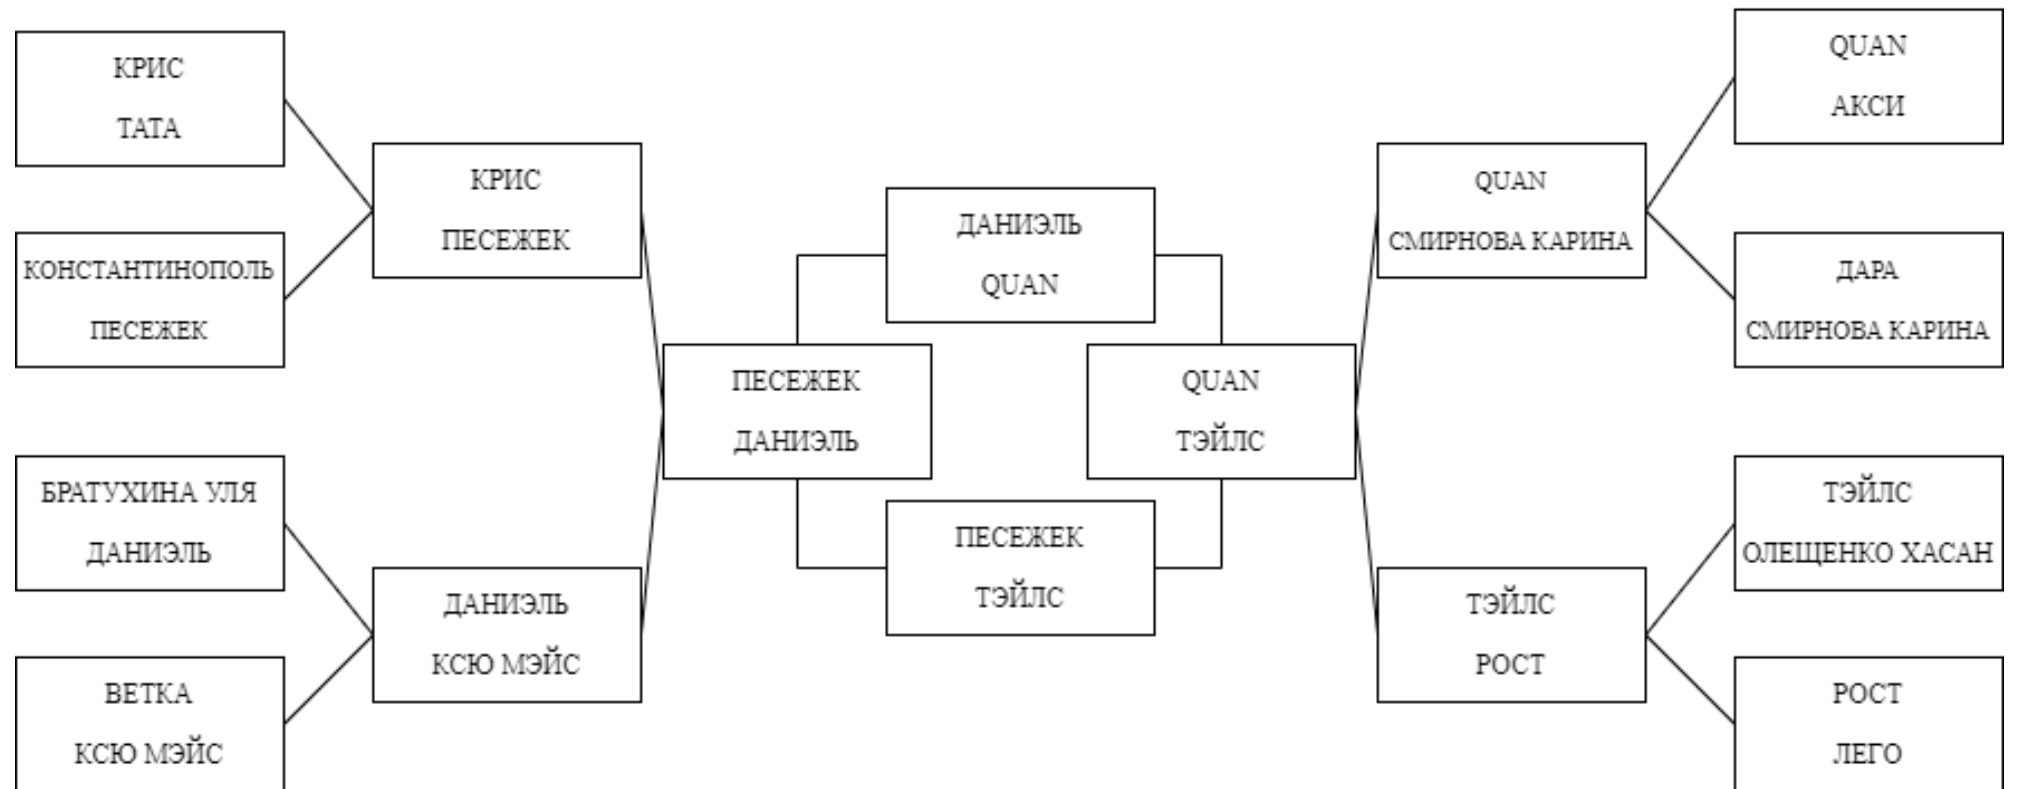 КРИС
ТАТА
КОНСТАНТИНОПОЛЬ
ПЕСЕЖЕК
БРАТУХИНА УЛЯ
ДАНИЭЛЬ
ВЕТКА
КСЮ МЭЙС
КРИС
ПЕСЕЖЕК
ДАНИЭЛЬ
КСЮ МЭЙС
ПЕСЕЖЕК
ДАНИЭЛЬ
ДАНИЭЛЬ
QUAN
ПЕСЕЖЕК
ТЭЙЛС
QUAN
ТЭЙЛС
QUAN
СМИРНОВА КАРИНА
ТЭЙЛС
РОСТ
QUAN
АКСИ
ДАРА
СМИРНОВА КАРИНА
ТЭЙЛС
ОЛЕЩЕНКО ХАСАН
РОСТ
ЛЕГО